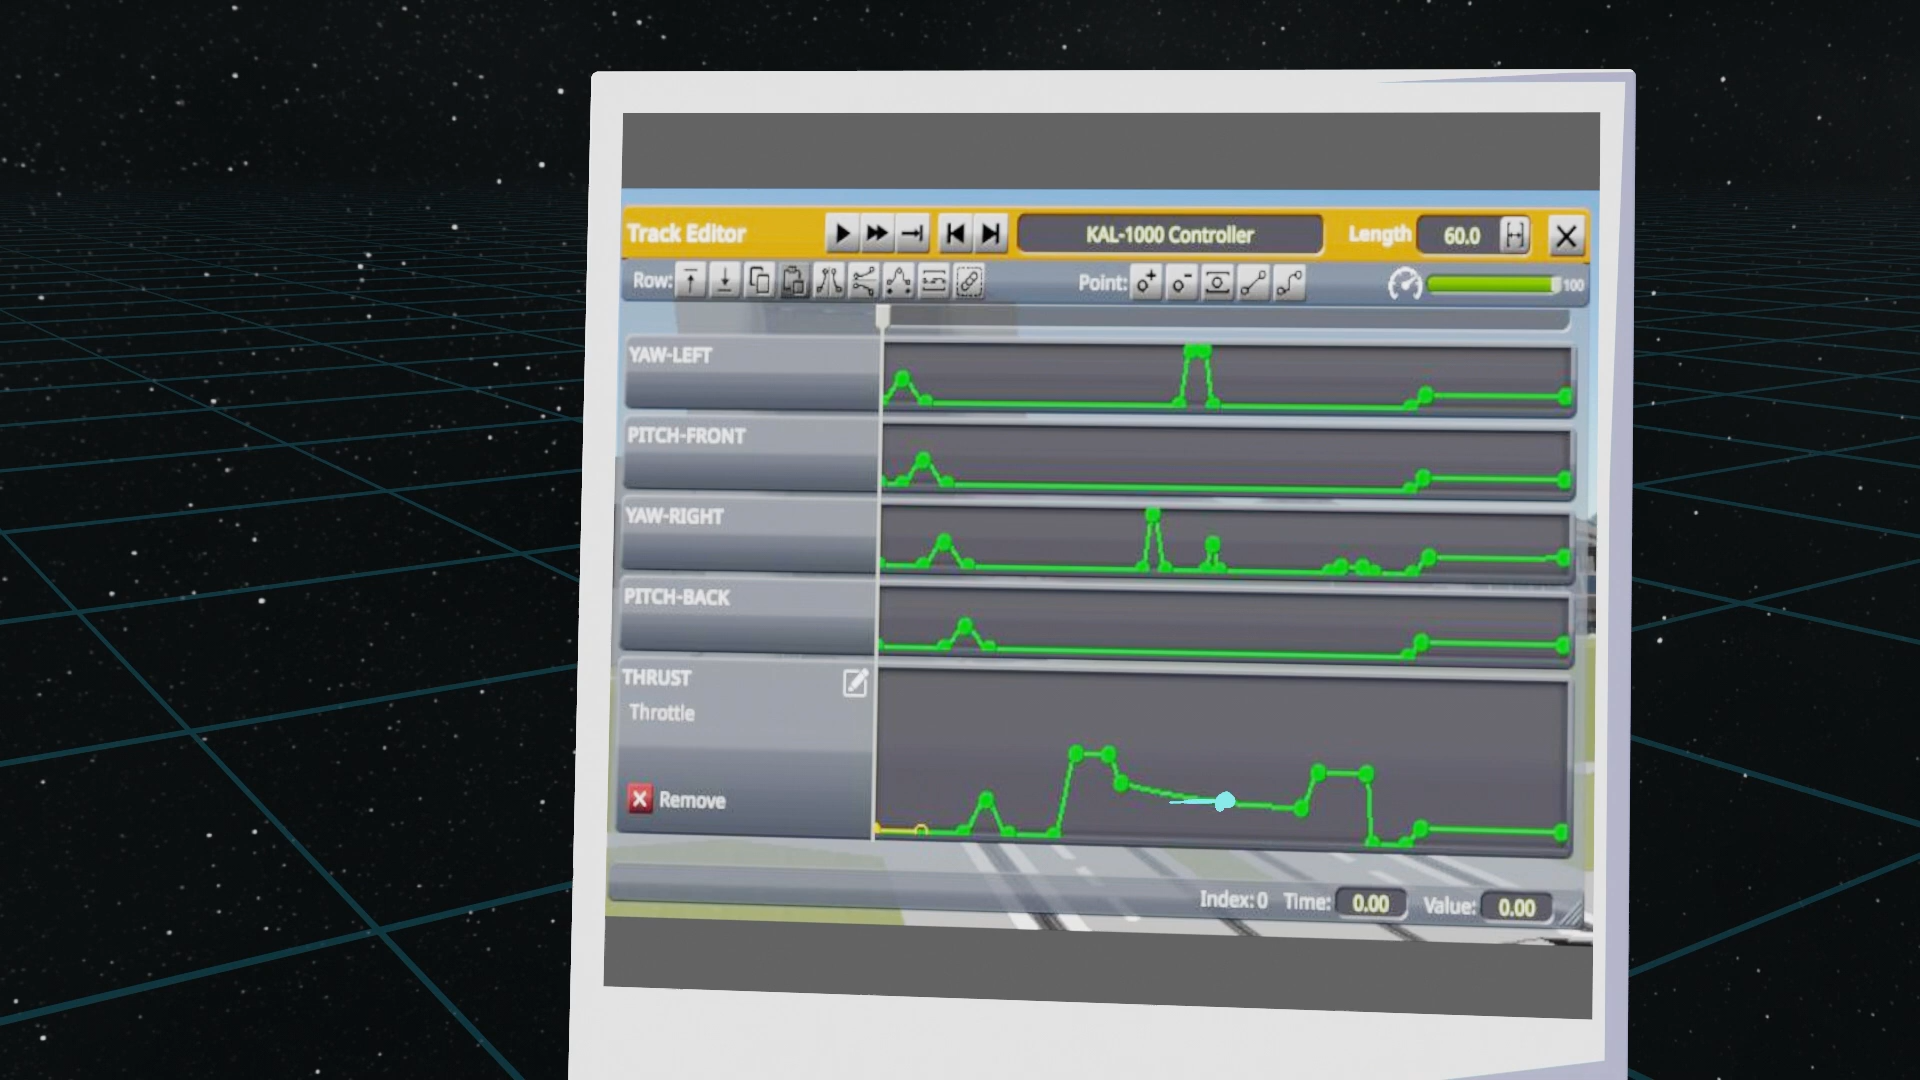 Track Editor KAL-1000 Controller Length 60.0
Row: Point: 100
YAW-LEFT
PITCH-FRONT
YAW-RIGHT
PITCH-BACK
THRUST
Throttle
Remove
Index: 0 Time: 0.00 Value: 0.00